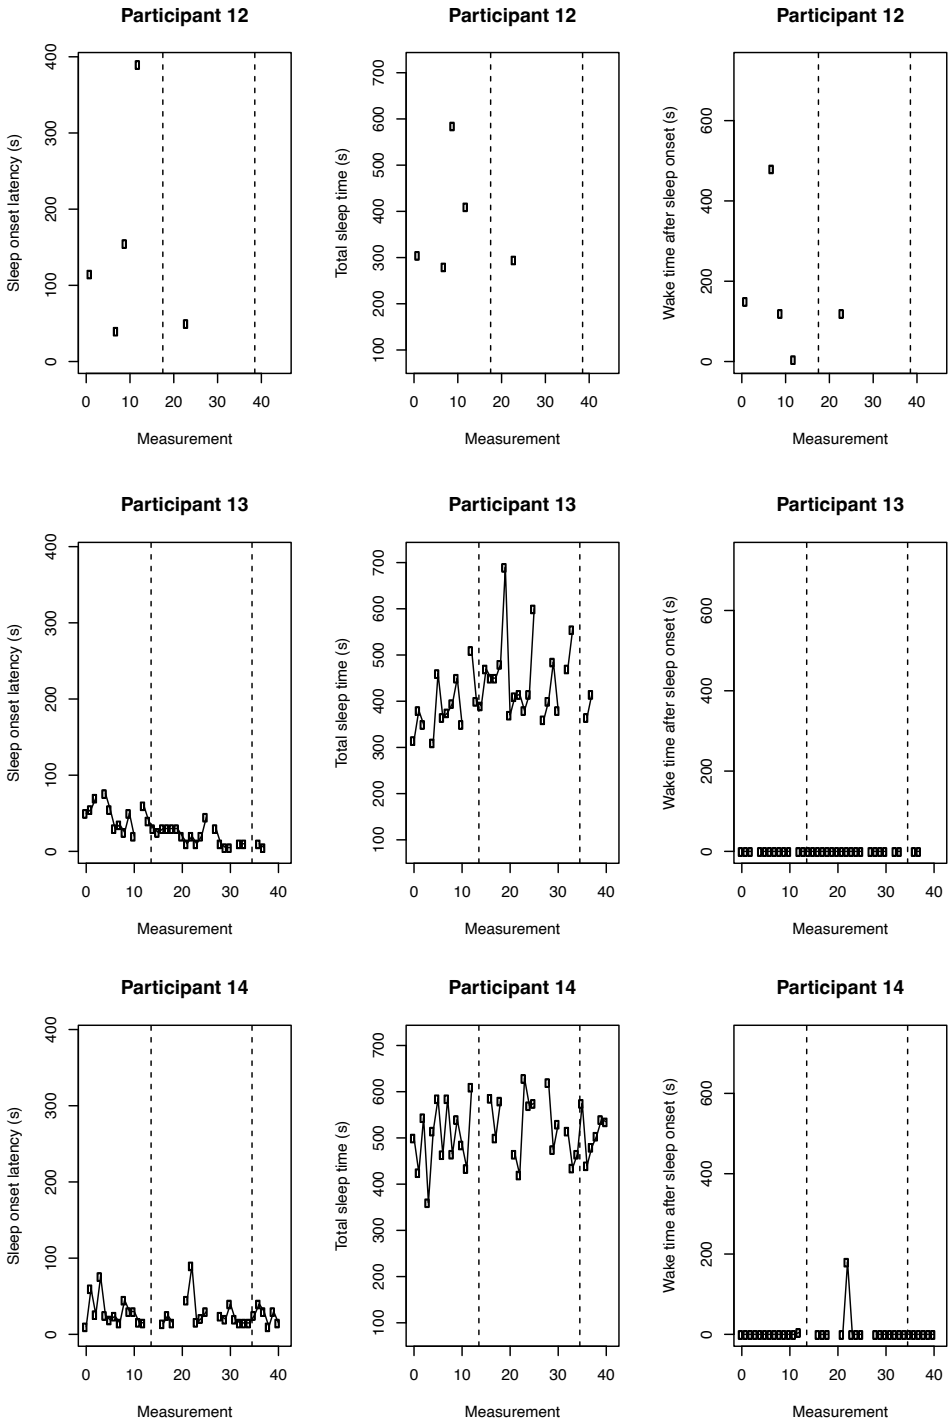 Participant 12
Participant 12
Participant 12
Sleep onset latency (s)
0 100 200 300 400
0 10 20 30 40
Measurement
Total sleep time (s)
100 200 300 400 500 600 700
0 10 20 30 40
Measurement
Wake time after sleep onset (s)
0 200 400 600
0 10 20 30 40
Measurement
Participant 13
Participant 13
Participant 13
Sleep onset latency (s)
0 100 200 300 400
0 10 20 30 40
Measurement
Total sleep time (s)
100 200 300 400 500 600 700
0 10 20 30 40
Measurement
Wake time after sleep onset (s)
0 200 400 600
0 10 20 30 40
Measurement
Participant 14
Participant 14
Participant 14
Sleep onset latency (s)
0 100 200 300 400
0 10 20 30 40
Measurement
Total sleep time (s)
100 200 300 400 500 600 700
0 10 20 30 40
Measurement
Wake time after sleep onset (s)
0 200 400 600
0 10 20 30 40
Measurement